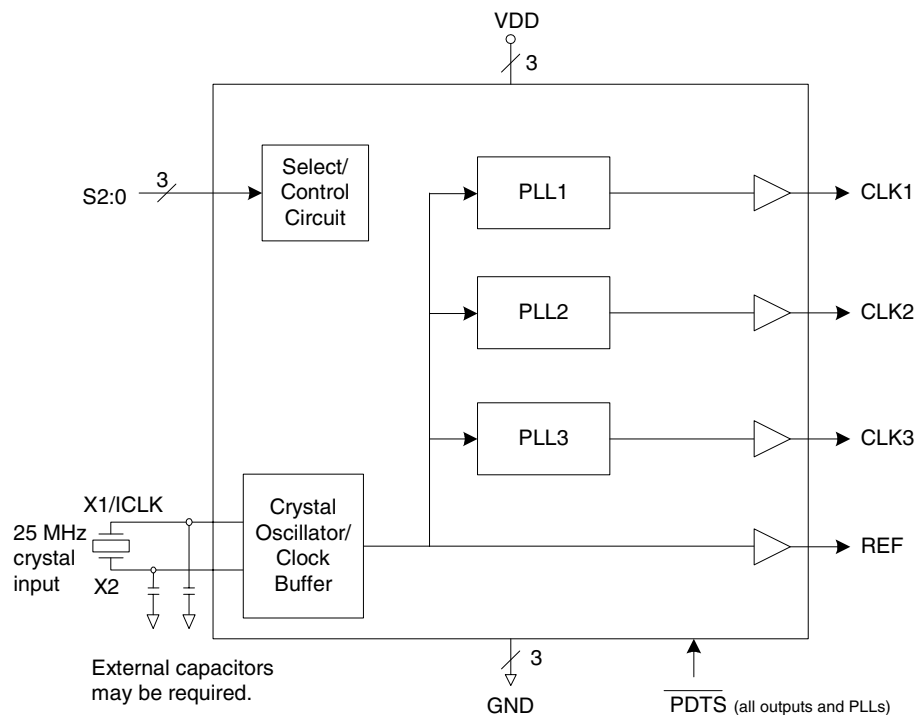 VDD
3
S2:0
3
Select/
Control
Circuit
PLL1
CLK1
PLL2
CLK2
PLL3
CLK3
X1/ICLK
25 MHz
crystal
input
X2
Crystal
Oscillator/
Clock
Buffer
REF
External capacitors
may be required.
3
GND
PDTS (all outputs and PLLs)